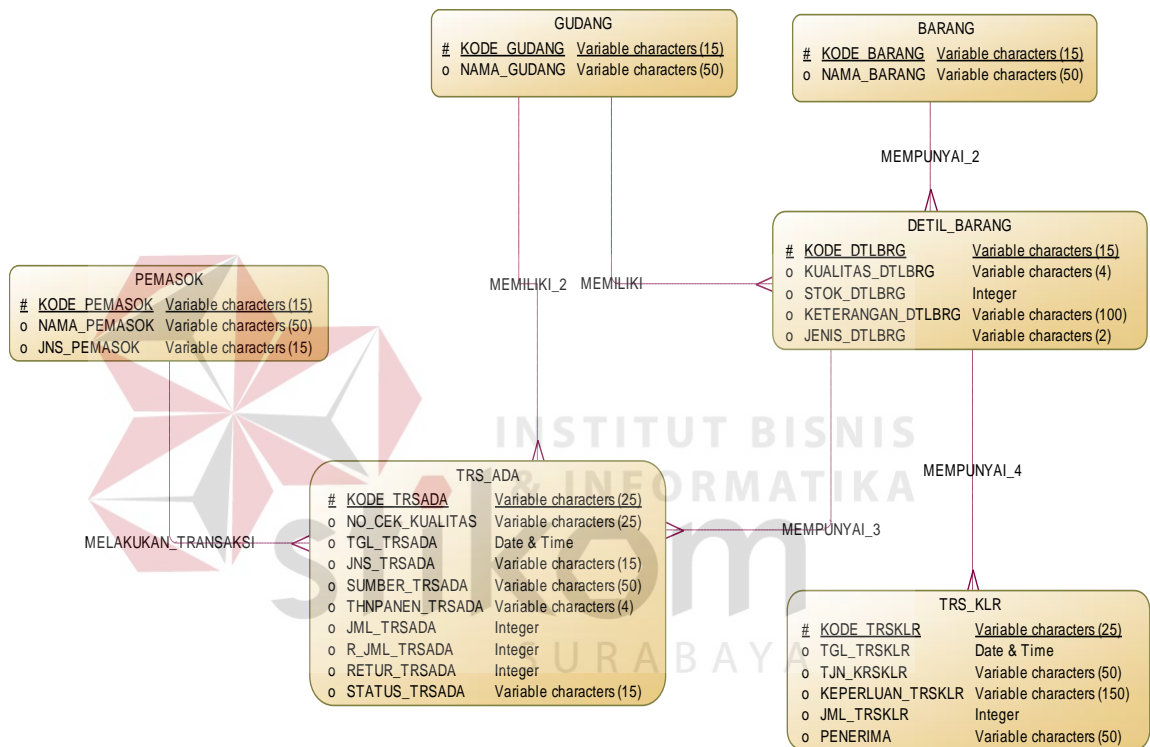 GUDANG
# KODE_GUDANG Variable characters (15)
o NAMA_GUDANG Variable characters (50)
BARANG
# KODE_BARANG Variable characters (15)
o NAMA_BARANG Variable characters (50)
MEMPUNYAI_2
DETIL_BARANG
# KODE_DTLBRG Variable characters (15)
o KUALITAS_DTLBRG Variable characters (4)
o STOK_DTLBRG Integer
o KETERANGAN_DTLBRG Variable characters (100)
o JENIS_DTLBRG Variable characters (2)
MEMILIKI_2
MEMILIKI
PEMASOK
# KODE_PEMASOK Variable characters (15)
o NAMA_PEMASOK Variable characters (50)
o JNS_PEMASOK Variable characters (15)
INSTITUT BISNIS
& INFORMATIKA
stikom
SURABAYA
MEMPUNYAI_4
TRS_ADA
# KODE_TRSADA Variable characters (25)
o NO_CEK_KUALITAS Variable characters (25)
o TGL_TRSADA Date & Time
o JNS_TRSADA Variable characters (15)
o SUMBER_TRSADA Variable characters (50)
o THNPANEN_TRSADA Variable characters (4)
o JML_TRSADA Integer
o R_JML_TRSADA Integer
o RETUR_TRSADA Integer
o STATUS_TRSADA Variable characters (15)
MELAKUKAN_TRANSAKSI
MEMPUNYAI_3
TRS_KLR
# KODE_TRSKLR Variable characters (25)
o TGL_TRSKLR Date & Time
o TJN_KRSKLR Variable characters (50)
o KEPERLUAN_TRSKLR Variable characters (150)
o JML_TRSKLR Integer
o PENERIMA Variable characters (50)